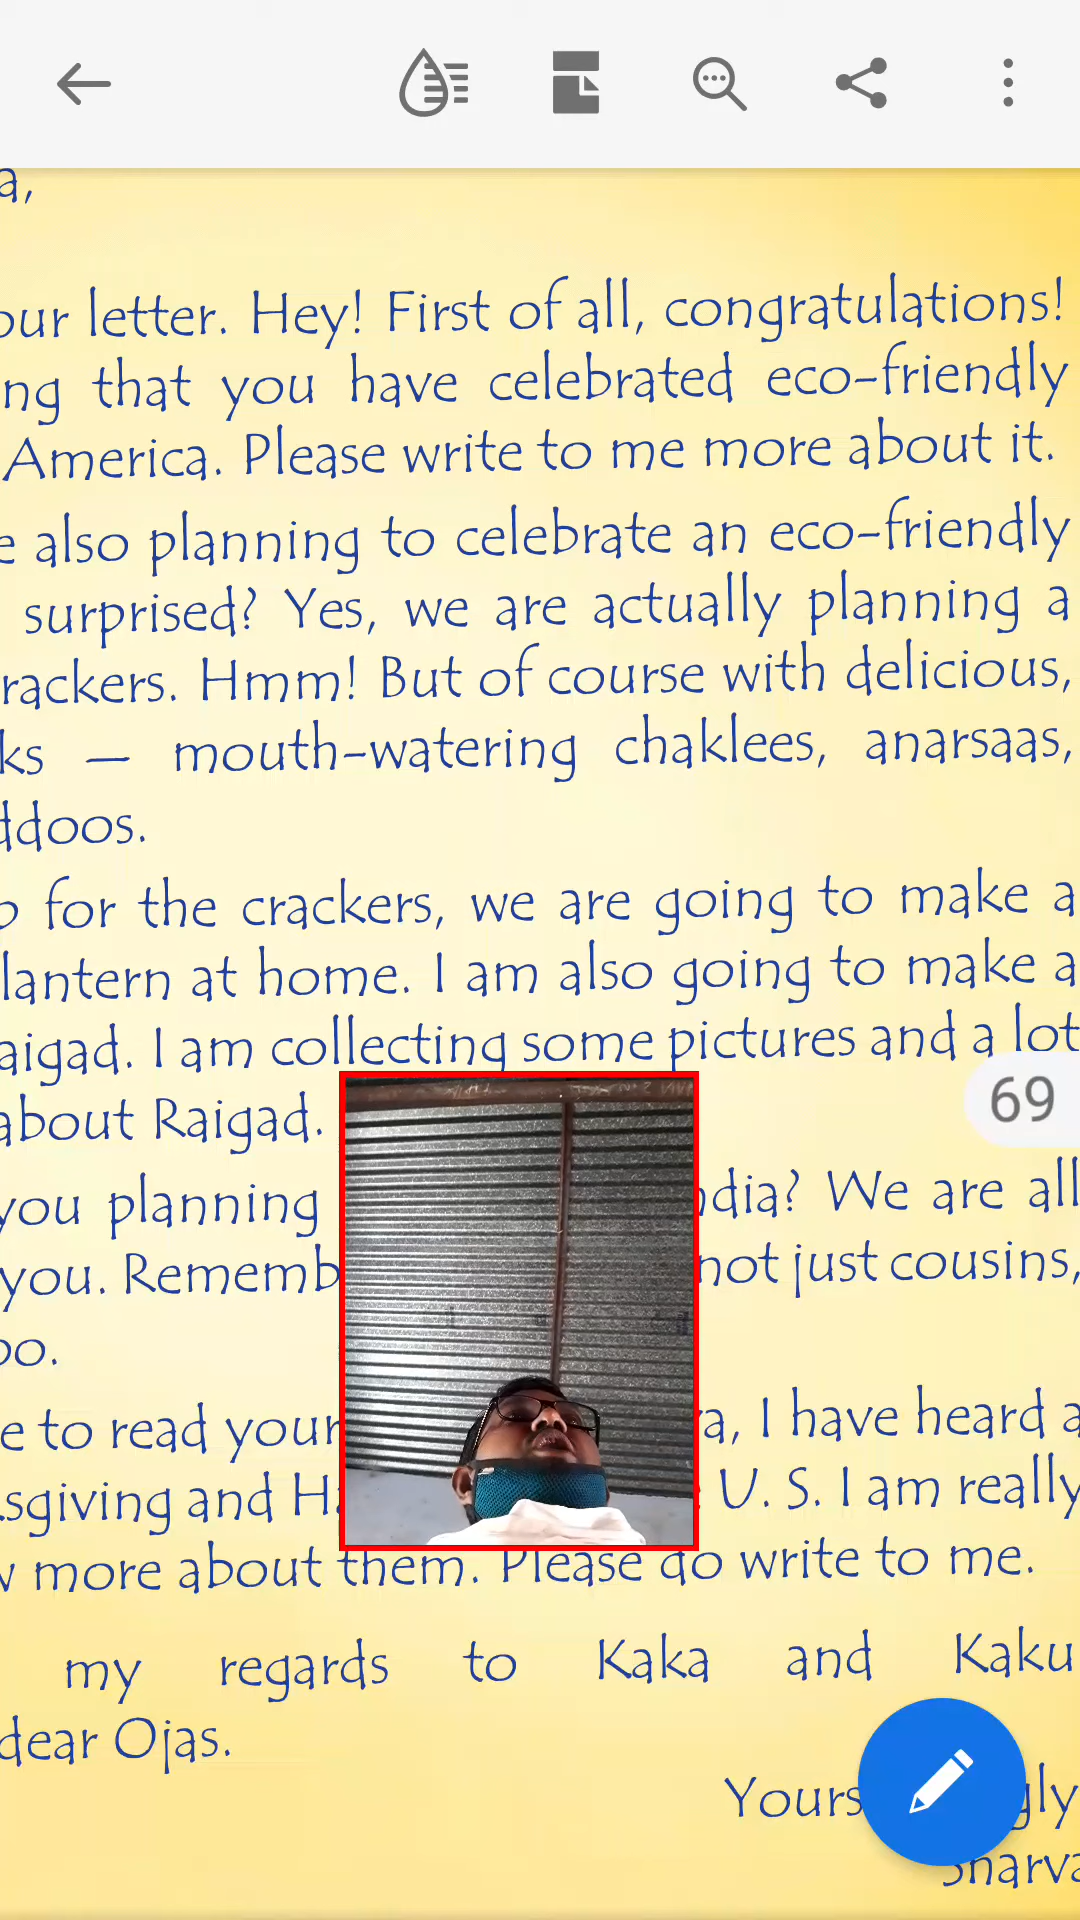 a,
our letter. Hey! First of all, congratulations!
ng that you have celebrated eco-friendly
America. Please write to me more about it.
e also planning to celebrate an eco-friendly
surprised? Yes, we are actually planning a
rackers. Hmm! But of course with delicious,
ks — mouth-watering chaklees, anarsaas,
ddoos.
for the crackers, we are going to make a
lantern at home. I am also going to make a
aigad. I am collecting some pictures and a lot
about Raigad.
69
you planning ndia? We are all
you. Rememb not just cousins,
oo.
e to read your a, I have heard a
sgiving and Ha U. S. I am really
w more about them. Please do write to me.
my regards to Kaka and Kaku
dear Ojas.
Yours gly
Sharva